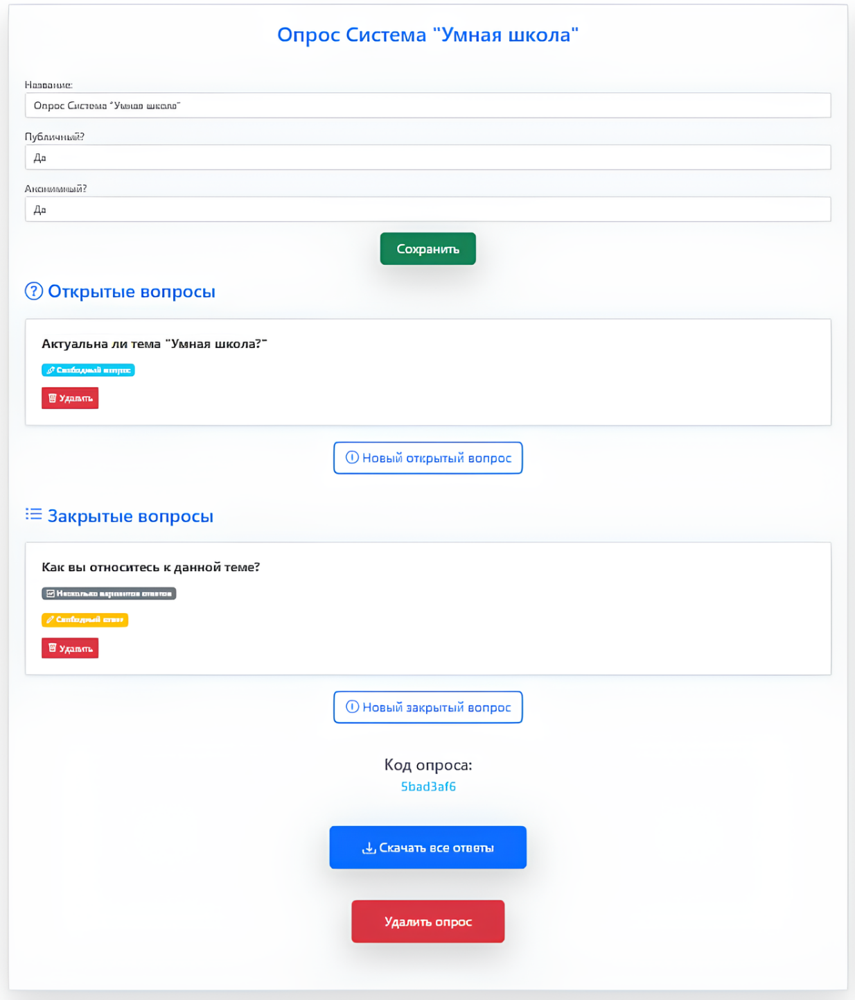 Опрос Система "Умная школа"
Название:
Опрос Система "Умная школа"
Публичный?
Да
Анонимный?
Да
Сохранить
Открытые вопросы
Актуальна ли тема "Умная школа?"
Свободный вопрос
Удалить
Новый открытый вопрос
Закрытые вопросы
Как вы относитесь к данной теме?
Несколько вариантов ответов
Свободный ответ
Удалить
Новый закрытый вопрос
Код опроса:
5bad3af6
Скачать все ответы
Удалить опрос